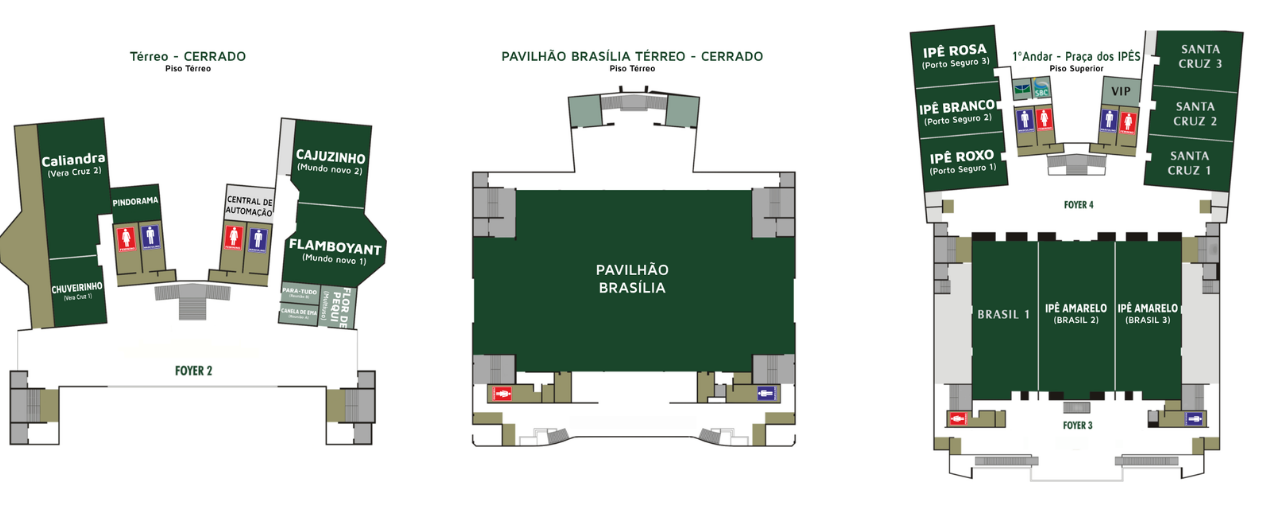 Térreo - CERRADO
Piso Térreo
Caliandra
(Vera Cruz 2)
PINDORAMA
CHUVEIRINHO
(Vera Cruz 1)
CAJUZINHO
(Mundo novo 2)
CENTRAL DE
AUTOMAÇÃO
FLAMBOYANT
(Mundo novo 1)
PARA-TUDO
CANELA DE EMA
FLOR DE
PEQUI
FOYER 2
PAVILHÃO BRASÍLIA TÉRREO - CERRADO
Piso Térreo
PAVILHÃO
BRASÍLIA
1°Andar - Praça dos IPÊS
Piso Superior
IPÊ ROSA
(Porto Seguro 3)
IPÊ BRANCO
(Porto Seguro 2)
IPÊ ROXO
(Porto Seguro 1)
SBC
VIP
SANTA
CRUZ 3
SANTA
CRUZ 2
SANTA
CRUZ 1
FOYER 4
BRASIL 1
IPÊ AMARELO
(BRASIL 2)
IPÊ AMARELO
(BRASIL 3)
FOYER 3